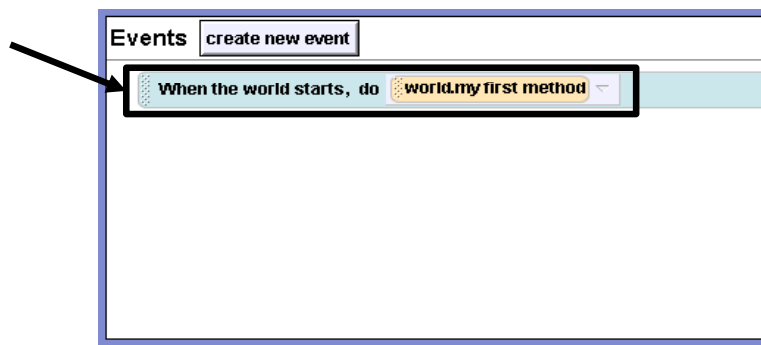 Events create new event
When the world starts, do world.my first method